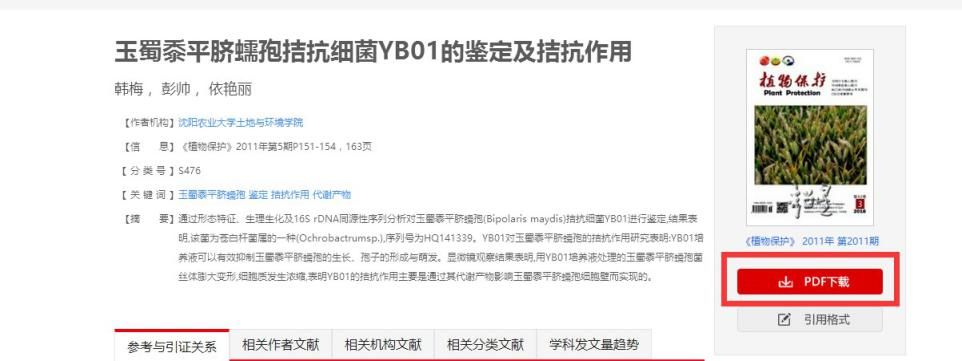 玉蜀黍平脐蠕孢拮抗细菌YB01的鉴定及拮抗作用
韩梅， 彭帅， 依艳丽
【作者机构】沈阳农业大学土地与环境学院
【信 息】《植物保护》2011年第5期P151-154，163页
【分 类 号】S476
【关 键 词】玉蜀黍平脐蠕孢 鉴定 拮抗作用 代谢产物
【摘 要】通过形态特征、生理生化及16S rDNA同源性序列分析对玉蜀黍平脐蠕孢(Bipolaris maydis)拮抗细菌YB01进行鉴定,结果表
明,该菌为苍白杆菌属的一种(Ochrobactrumsp.),序列号为HQ141339。YB01对玉蜀黍平脐蠕孢的拮抗作用研究表明:YB01培
养液可以有效抑制玉蜀黍平脐蠕孢的生长、孢子的形成与萌发。显微镜观察结果表明,用YB01培养液处理的玉蜀黍平脐蠕孢菌
丝体膨大变形,细胞质发生浓缩,表明YB01的拮抗作用主要是通过其代谢产物影响玉蜀黍平脐蠕孢细胞壁而实现的。
参考与引证关系
相关作者文献
相关机构文献
相关分类文献
学科发文量趋势
植物保护
Plant Protection
3
2016
《植物保护》 2011年 第2011期
PDF下载
引用格式